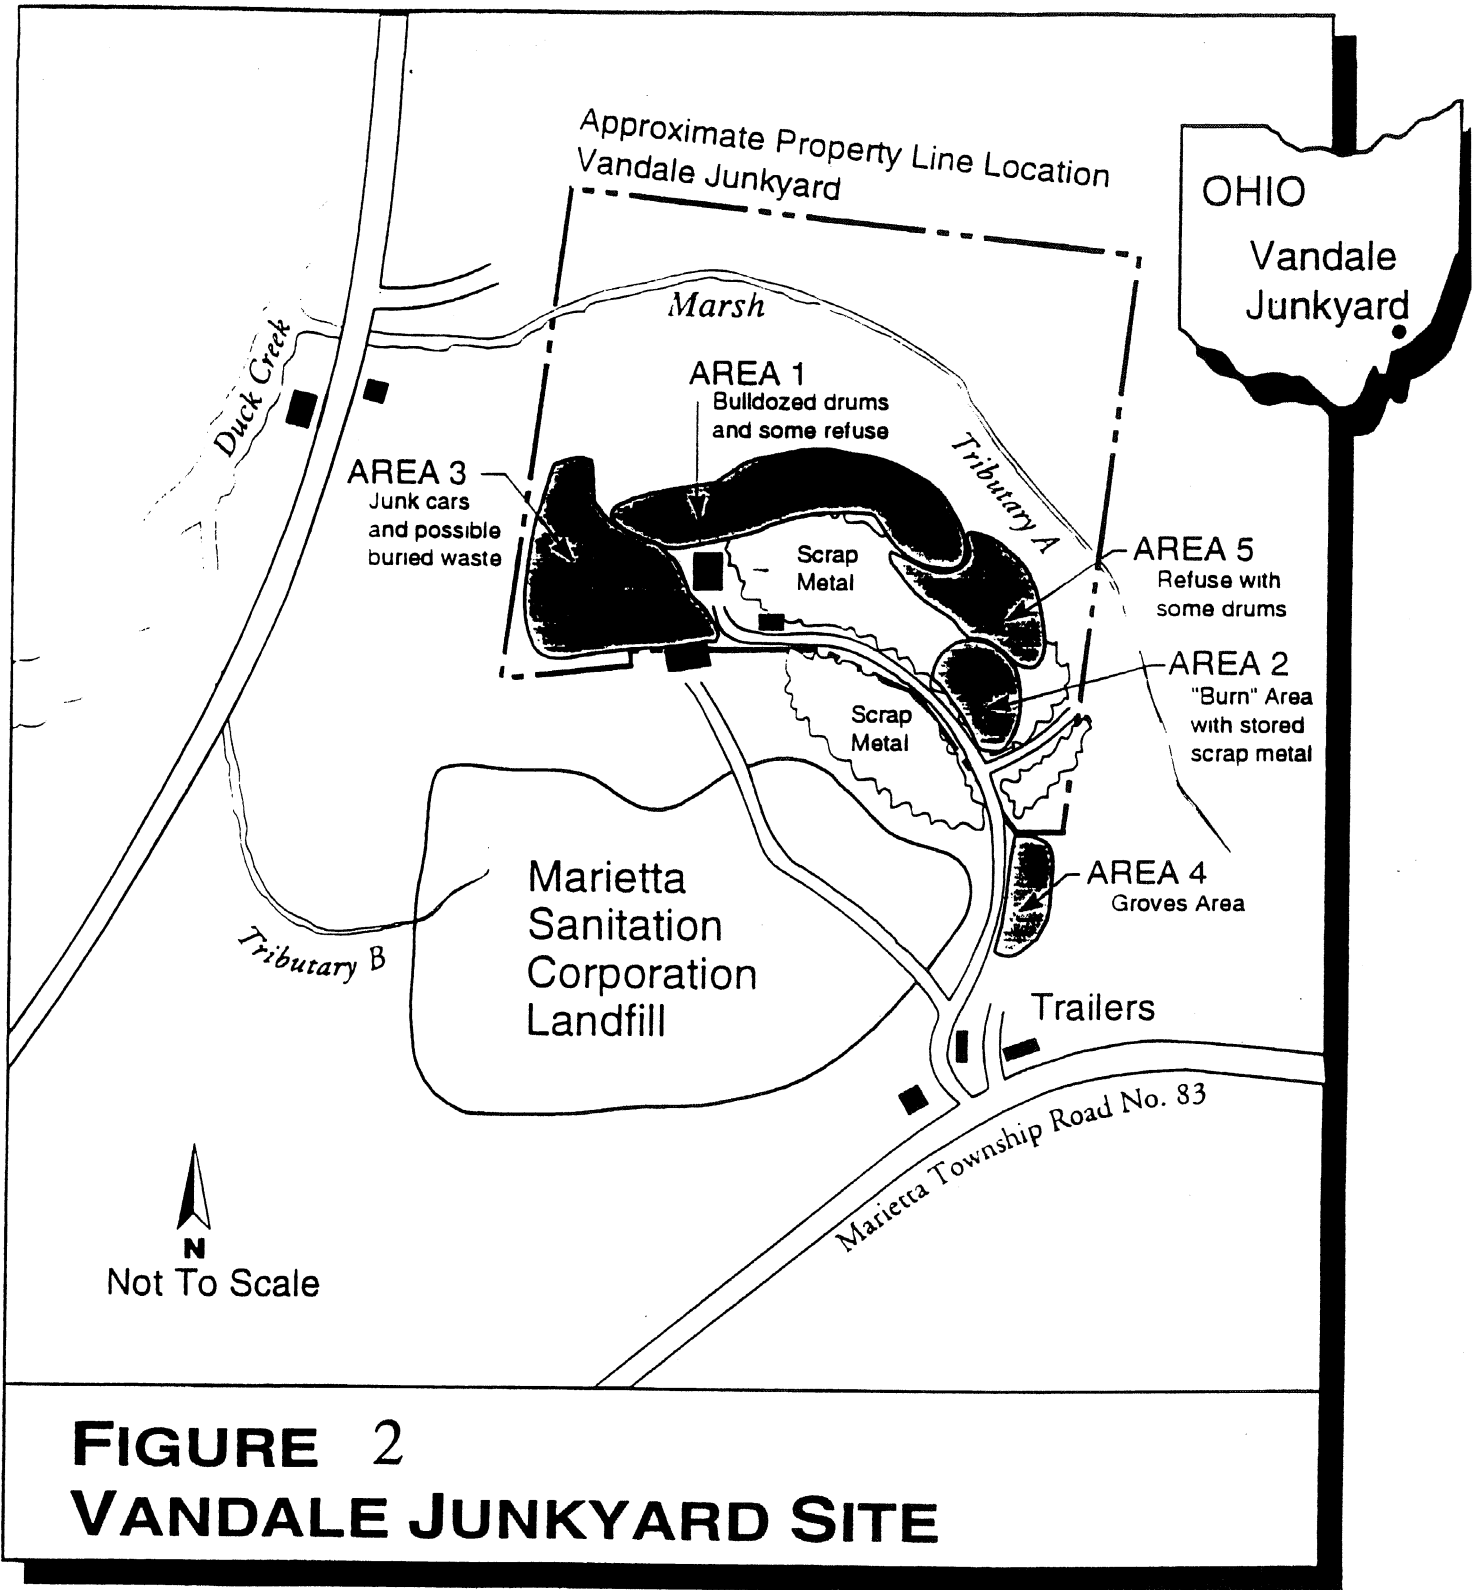 Approximate Property Line Location
Vandale Junkyard
OHIO
Vandale
Junkyard
Marsh
Duck Creek
AREA 1
Bulldozed drums
and some refuse
AREA 3
Junk cars
and possible
buried waste
Tributary A
Scrap
Metal
AREA 5
Refuse with
some drums
AREA 2
"Burn" Area
with stored
scrap metal
Scrap
Metal
Marietta
Sanitation
Corporation
Landfill
AREA 4
Groves Area
Tributary B
Trailers
Marietta Township Road No. 83
N
Not To Scale
FIGURE 2
VANDALE JUNKYARD SITE